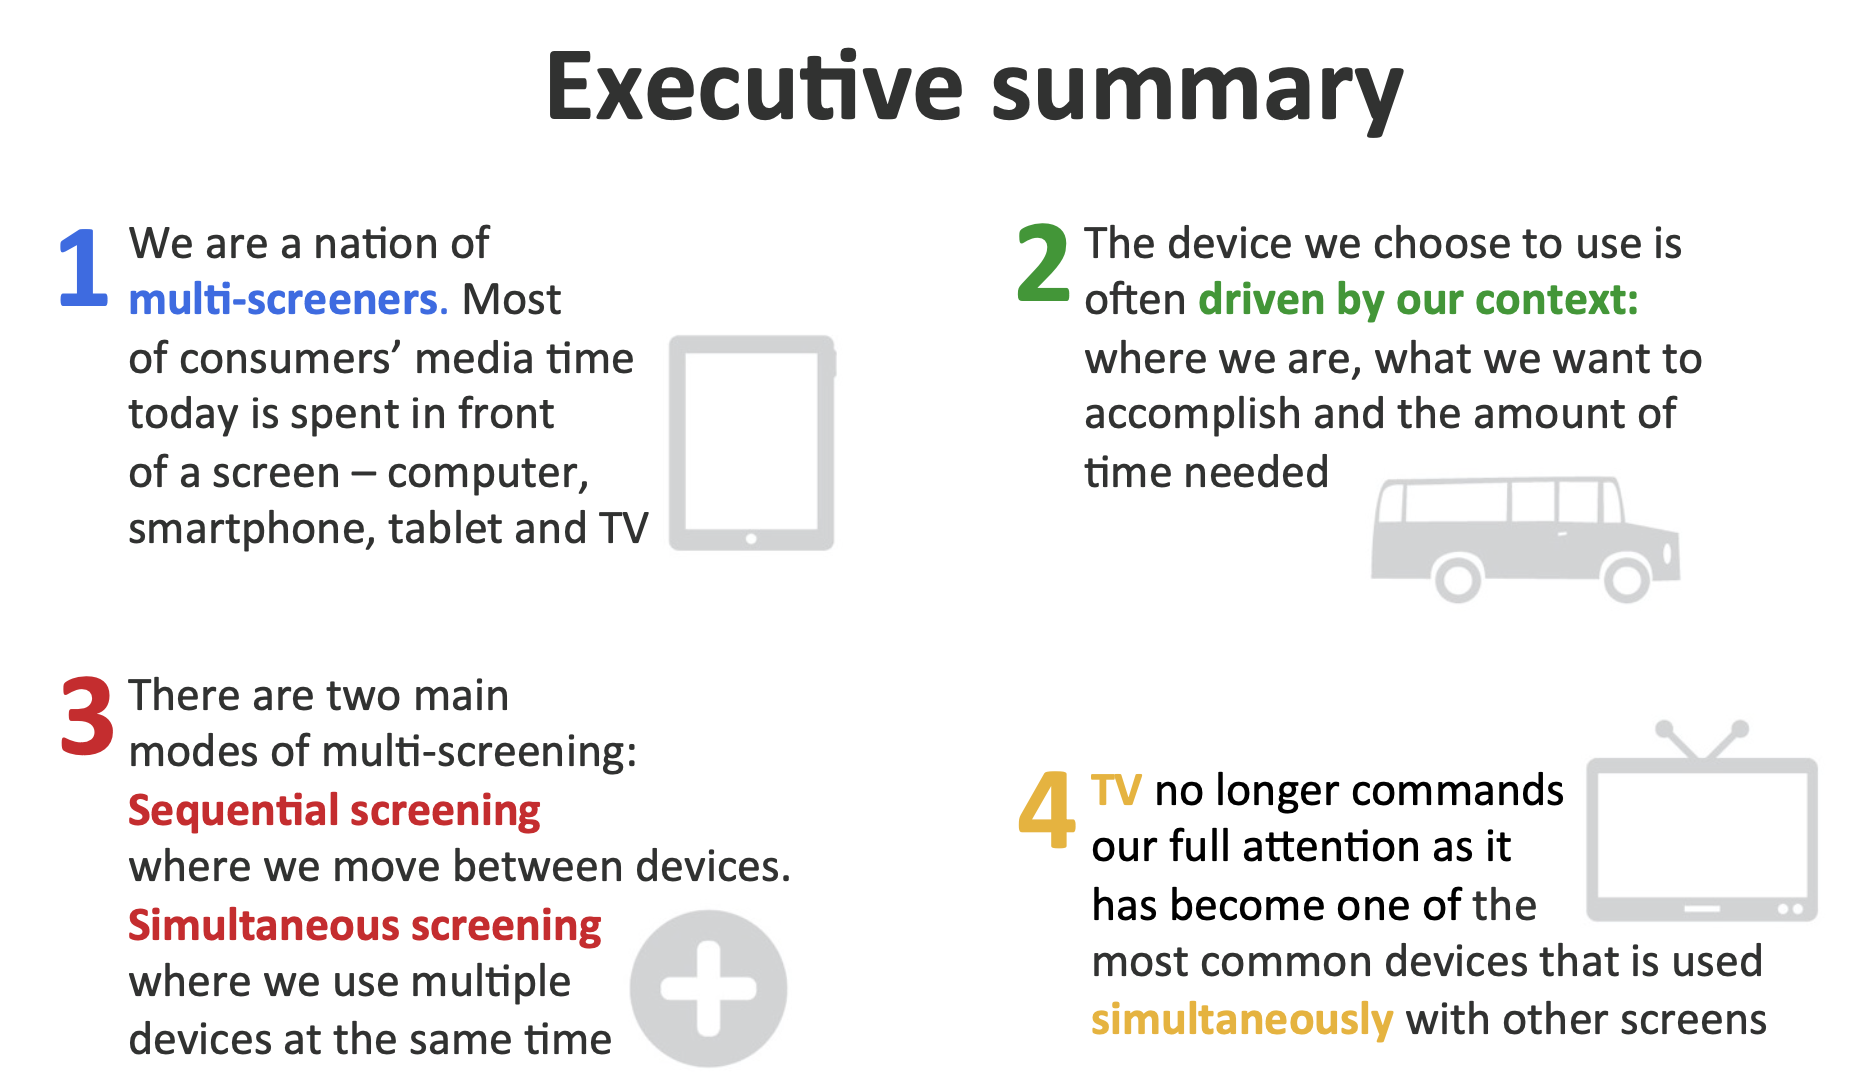 Executive summary
1 We are a nation of
multi-screeners. Most
of consumers’ media time
today is spent in front
of a screen – computer,
smartphone, tablet and TV
2 The device we choose to use is
often driven by our context:
where we are, what we want to
accomplish and the amount of
time needed
3 There are two main
modes of multi-screening:
Sequential screening
where we move between devices.
Simultaneous screening
where we use multiple
devices at the same time
4 TV no longer commands
our full attention as it
has become one of the
most common devices that is used
simultaneously with other screens